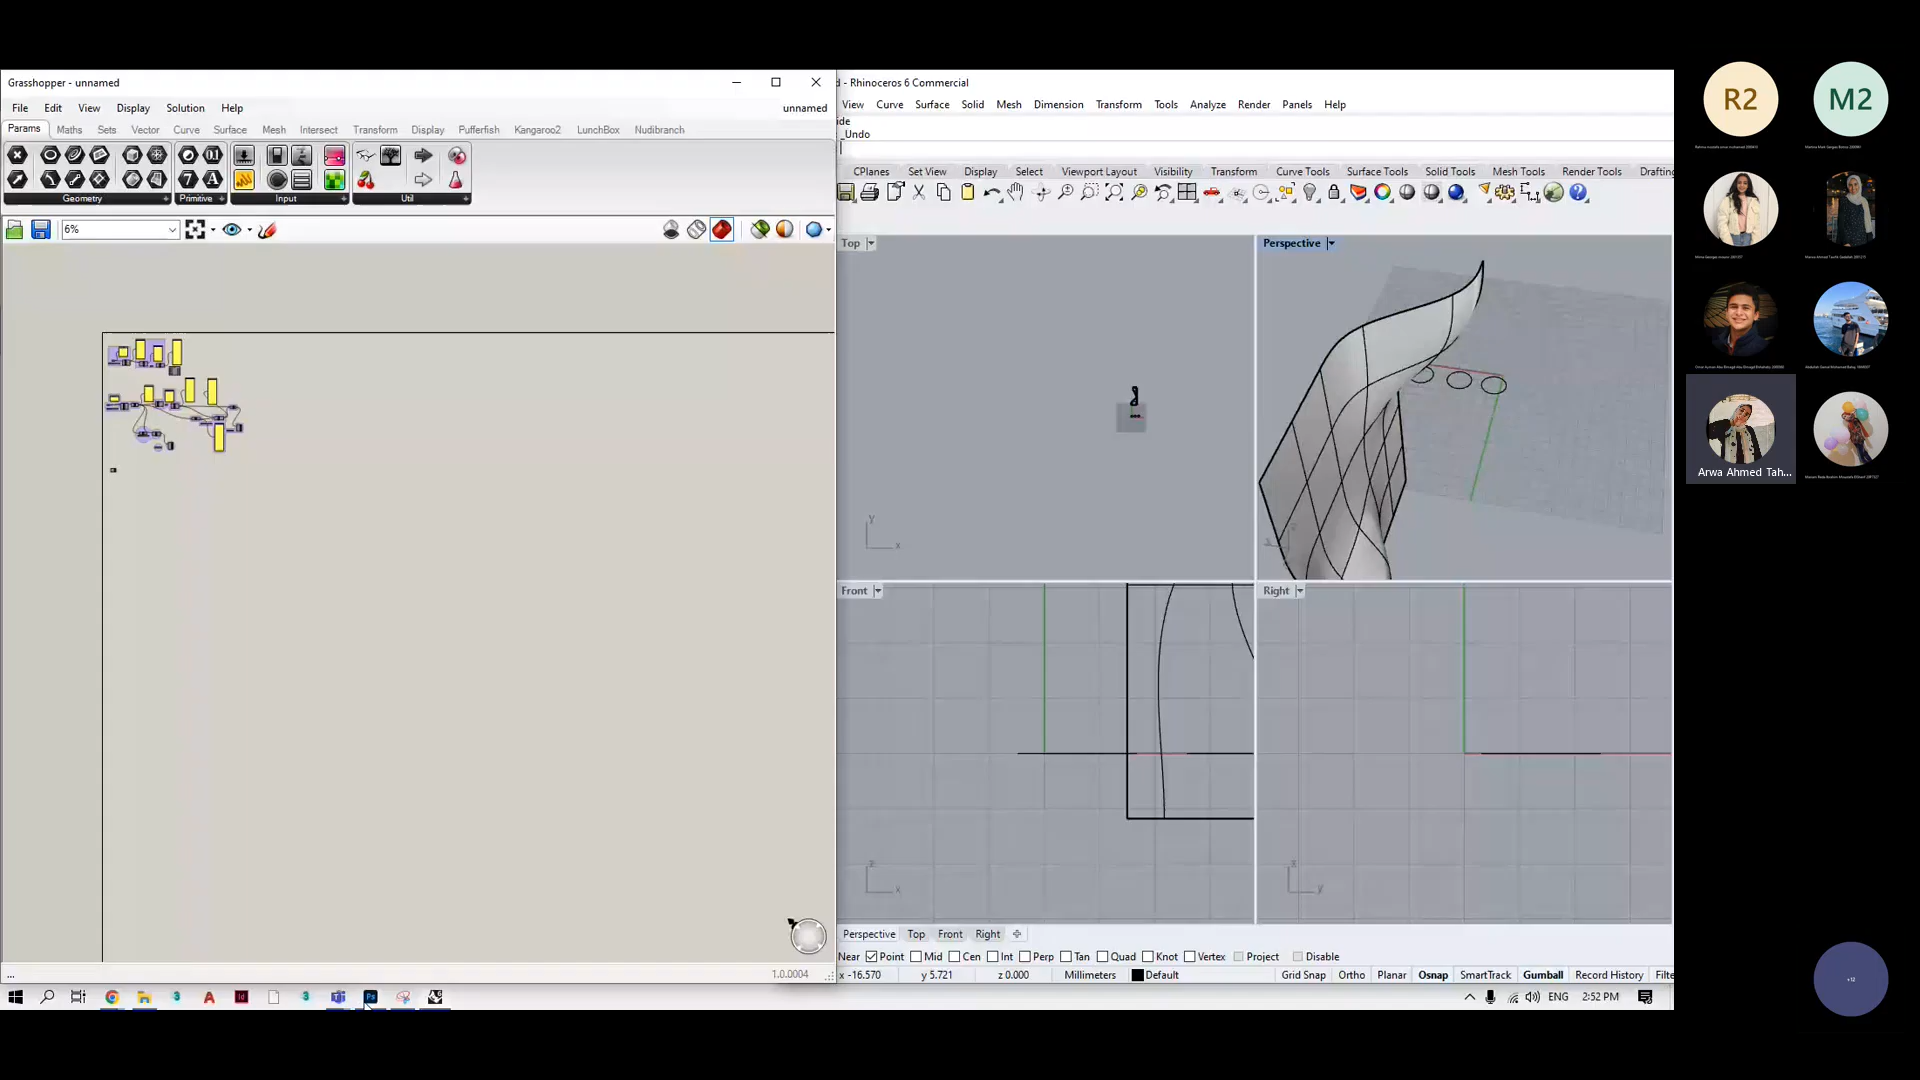 Grasshopper - unnamed
File Edit View Display Solution Help
unnamed
Params Maths Sets Vector Curve Surface Mesh Intersect Transform Display Pufferfish Kangaroo2 LunchBox Nudibranch
Geometry
Primitive
Input
Util
6%
...
1.0.0004
d - Rhinoceros 6 Commercial
View Curve Surface Solid Mesh Dimension Transform Tools Analyze Render Panels Help
ide
_Undo
CPlanes Set View Display Select Viewport Layout Visibility Transform Curve Tools Surface Tools Solid Tools Mesh Tools Render Tools Drafting
Top
Perspective
y
x
Front
Right
z
x
y
Perspective Top Front Right
Near Point Mid Cen Int Perp Tan Quad Knot Vertex Project Disable
x -16.570 y 5.721 z 0.000 Millimeters Default Grid Snap Ortho Planar Osnap SmartTrack Gumball Record History Filte
Ps
ENG 2:52 PM
R2
M2
Arwa Ahmed Tah...
+12